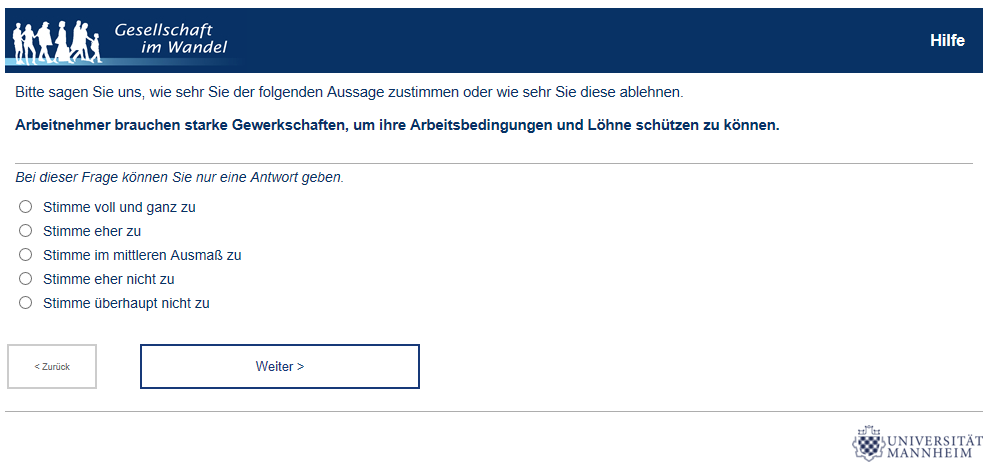 Gesellschaft
im Wandel
Hilfe
Bitte sagen Sie uns, wie sehr Sie der folgenden Aussage zustimmen oder wie sehr Sie diese ablehnen.
Arbeitnehmer brauchen starke Gewerkschaften, um ihre Arbeitsbedingungen und Löhne schützen zu können.
Bei dieser Frage können Sie nur eine Antwort geben.
Stimme voll und ganz zu
Stimme eher zu
Stimme im mittleren Ausmaß zu
Stimme eher nicht zu
Stimme überhaupt nicht zu
< Zurück
Weiter >
UNIVERSITÄT
MANNHEIM